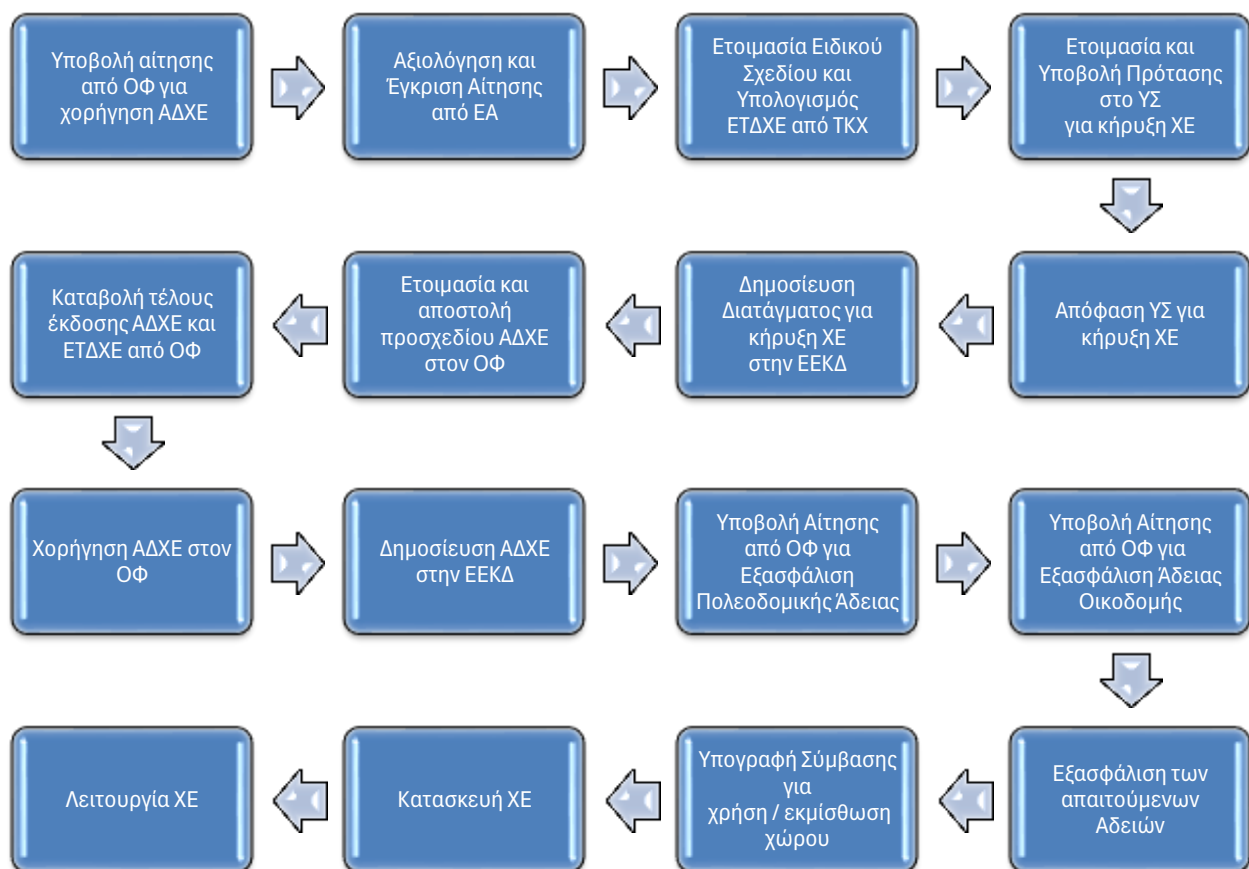 Υποβολή αίτησης
από ΟΦ για
χορήγηση ΑΔΧΕ
Αξιολόγηση και
Έγκριση Αίτησης
από ΕΑ
Ετοιμασία Ειδικού
Σχεδίου και
Υπολογισμός
ΕΤΔΧΕ από ΤΚΧ
Ετοιμασία και
Υποβολή Πρότασης
στο ΥΣ
για κήρυξη ΧΕ
Απόφαση ΥΣ για
κήρυξη ΧΕ
Δημοσίευση
Διατάγματος για
κήρυξη ΧΕ
στην ΕΕΚΔ
Ετοιμασία και
αποστολή
προσχεδίου ΑΔΧΕ
στον ΟΦ
Καταβολή τέλους
έκδοσης ΑΔΧΕ και
ΕΤΔΧΕ από ΟΦ
Χορήγηση ΑΔΧΕ στον
ΟΦ
Δημοσίευση ΑΔΧΕ
στην ΕΕΚΔ
Υποβολή Αίτησης
από ΟΦ για
Εξασφάλιση
Πολεοδομικής Άδειας
Υποβολή Αίτησης
από ΟΦ για
Εξασφάλιση Άδειας
Οικοδομής
Εξασφάλιση των
απαιτούμενων
Αδειών
Υπογραφή Σύμβασης
για
χρήση / εκμίσθωση
χώρου
Κατασκευή ΧΕ
Λειτουργία ΧΕ